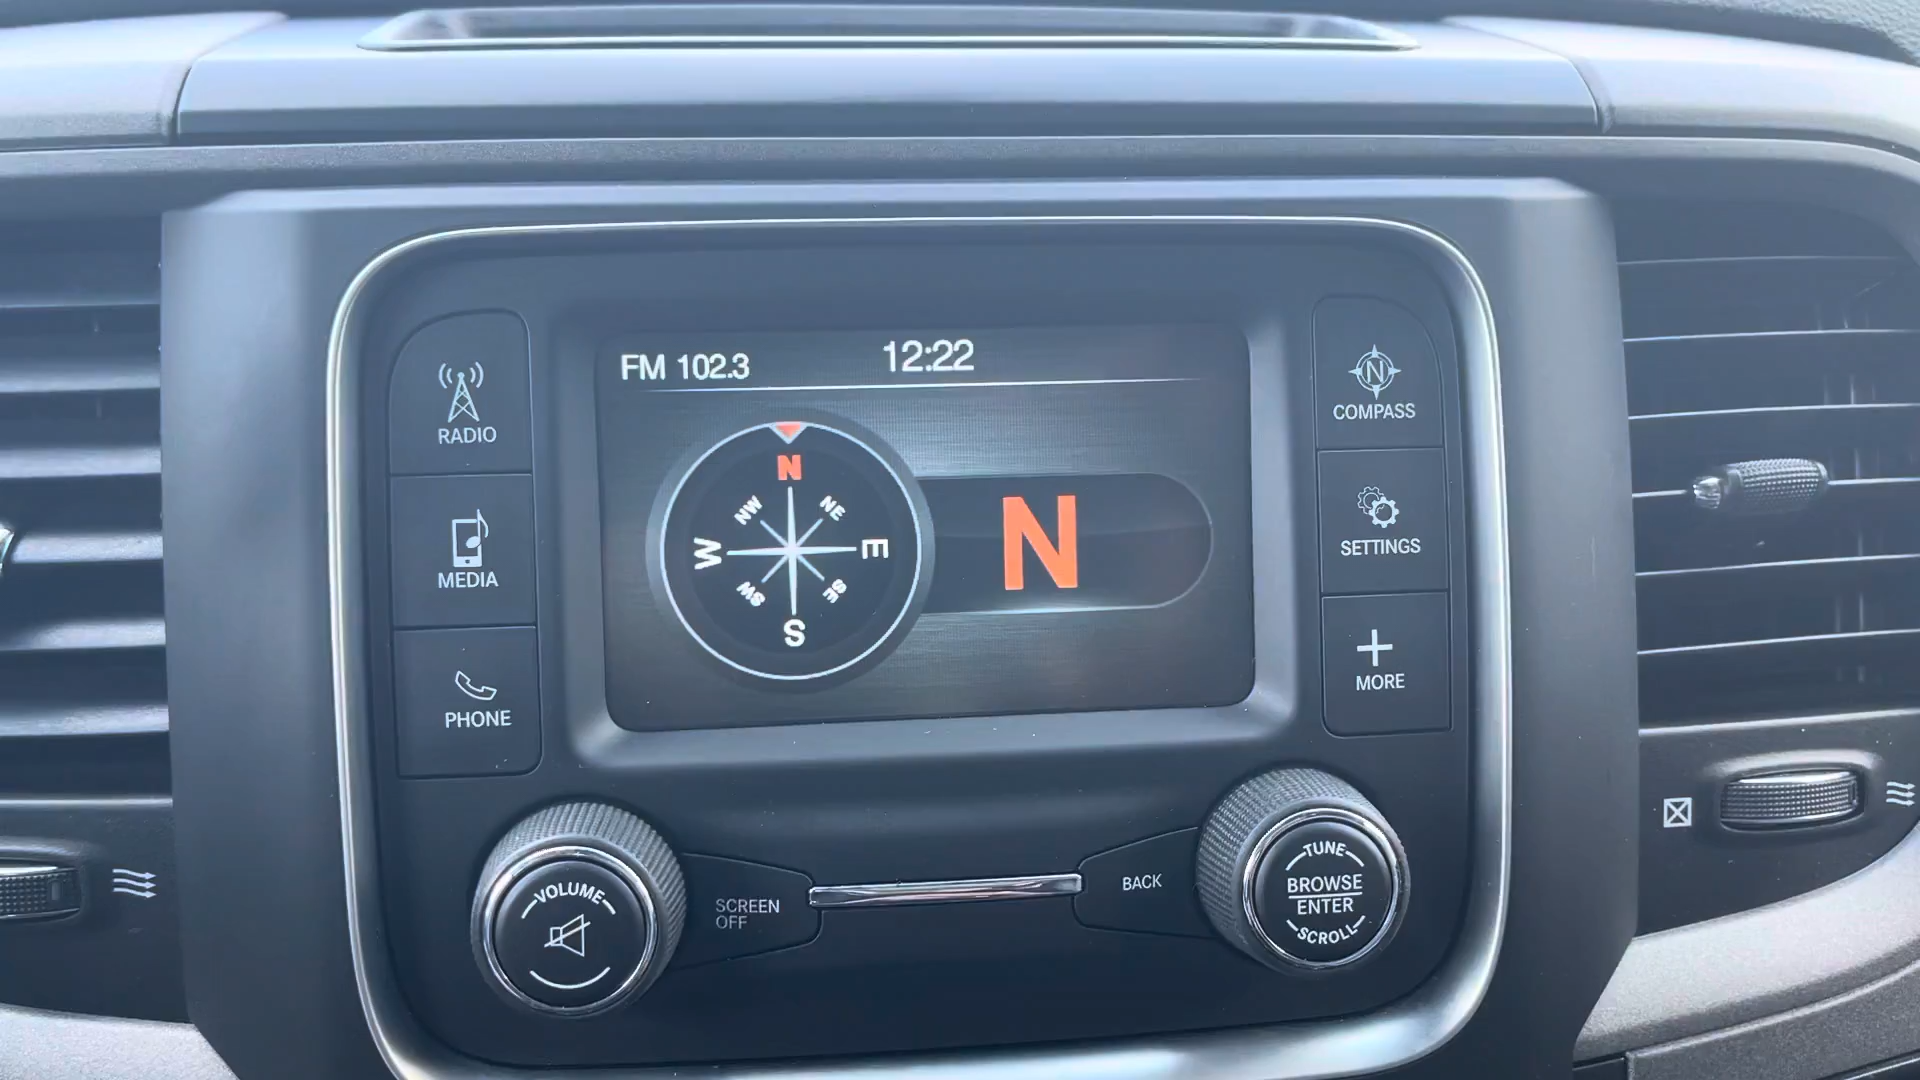 FM 102.3
12:22
N
NW
NE
W
E
SW
SE
S
N
RADIO
MEDIA
PHONE
N
COMPASS
SETTINGS
MORE
VOLUME
SCREEN
OFF
BACK
TUNE
BROWSE
ENTER
SCROLL